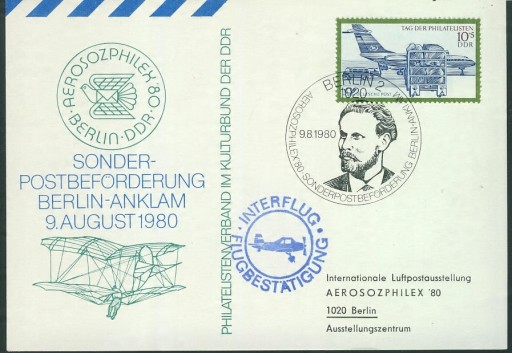 AEROSOZPHILEX '80
BERLIN · DDR
SONDER-
POSTBEFÖRDERUNG
BERLIN-ANKLAM
9. AUGUST 1980
PHILATELISTENVERBAND IM KULTURBUND DER DDR
TAG DER PHILATELISTEN
10+5
DDR
BERLIN 2
1020
9.8.1980
AEROSOZPHILEX '80 · SONDERPOSTBEFÖRDERUNG BERLIN-ANKLAM
· INTERFLUG ·
FLUGBESTÄTIGUNG
Internationale Luftpostausstellung
AEROSOZPHILEX '80
1020 Berlin
Ausstellungszentrum